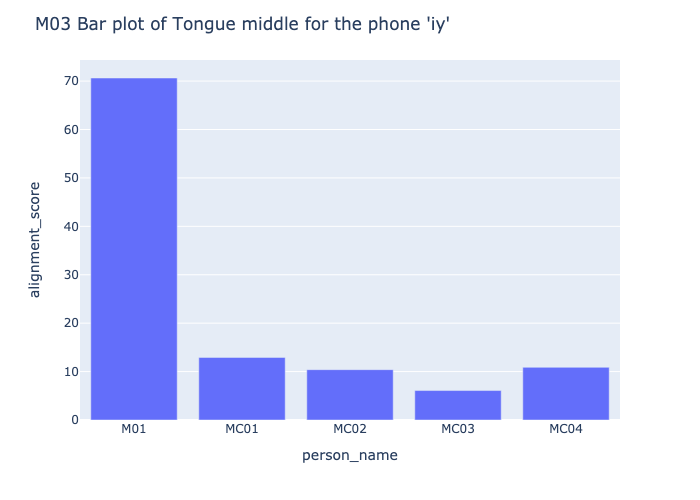 M03 Bar plot of Tongue middle for the phone 'iy'
alignment_score
70
60
50
40
30
20
10
0
M01 MC01 MC02 MC03 MC04
person_name